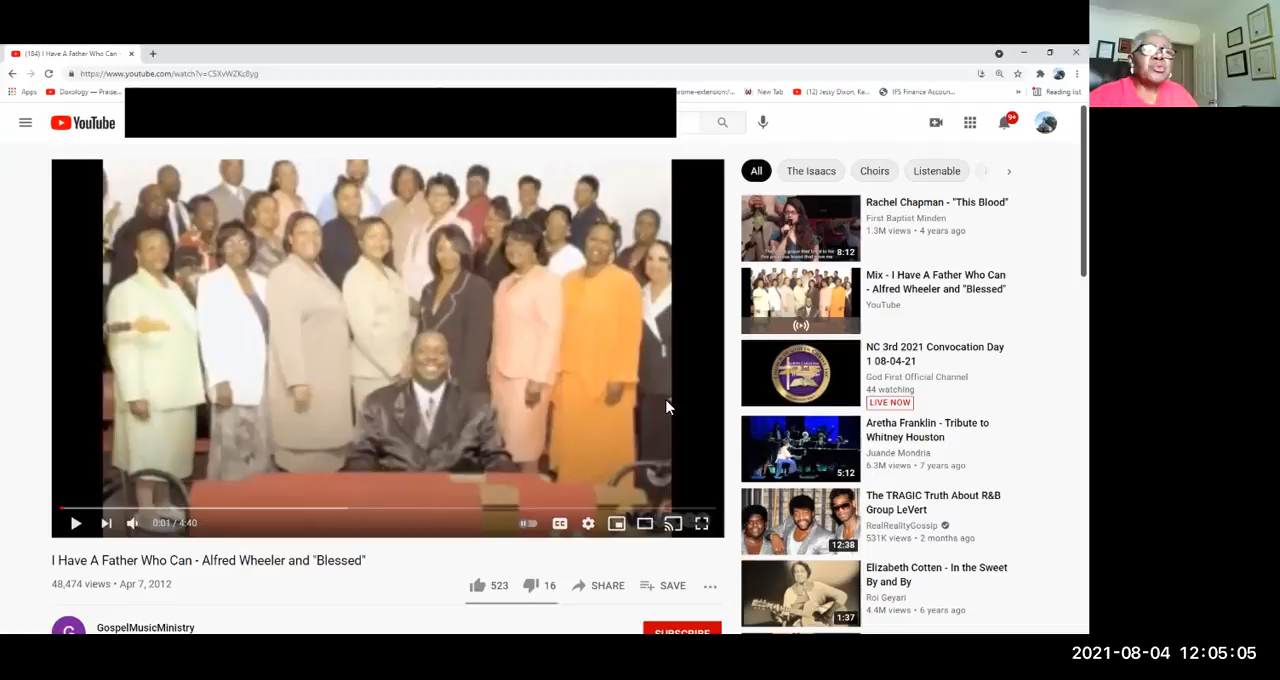 (184) I Have A Father Who Can -
https://www.youtube.com/watch?v=CSXvWZKc8yg
Apps
Doxology — Praise...
New Tab
(12) Jessy Dixon, Ke...
IFS Finance Accoun...
»
Reading list
YouTube
9+
All
The Isaacs
Choirs
Listenable
Rachel Chapman - "This Blood"
First Baptist Minden
1.3M views • 4 years ago
8:12
Mix - I Have A Father Who Can
- Alfred Wheeler and "Blessed"
YouTube
NC 3rd 2021 Convocation Day
1 08-04-21
God First Official Channel
44 watching
LIVE NOW
Aretha Franklin - Tribute to
Whitney Houston
Juande Mondria
6.3M views • 7 years ago
5:12
The TRAGIC Truth About R&B
Group LeVert
RealRealityGossip
531K views • 2 months ago
12:38
Elizabeth Cotten - In the Sweet
By and By
Roi Geyari
4.4M views • 6 years ago
1:37
0:01 / 4:40
CC
I Have A Father Who Can - Alfred Wheeler and "Blessed"
48,474 views • Apr 7, 2012
523
16
SHARE
SAVE
G
GospelMusicMinistry
SUBSCRIBE
2021-08-04 12:05:05